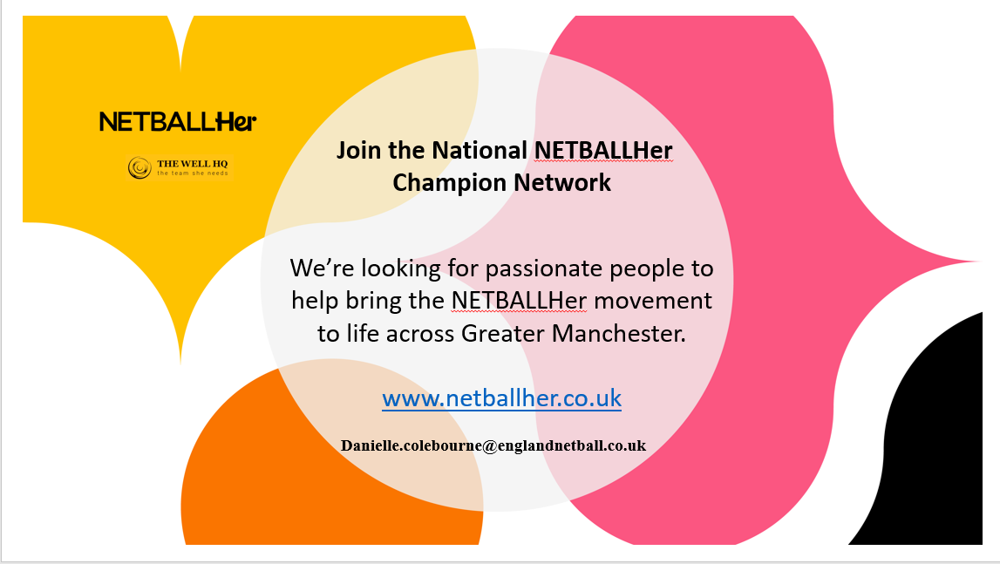 NETBALLHer
THE WELL HQ
the team she needs
Join the National NETBALLHer
Champion Network
We’re looking for passionate people to
help bring the NETBALLHer movement
to life across Greater Manchester.
www.netballher.co.uk
Danielle.colebourne@englandnetball.co.uk